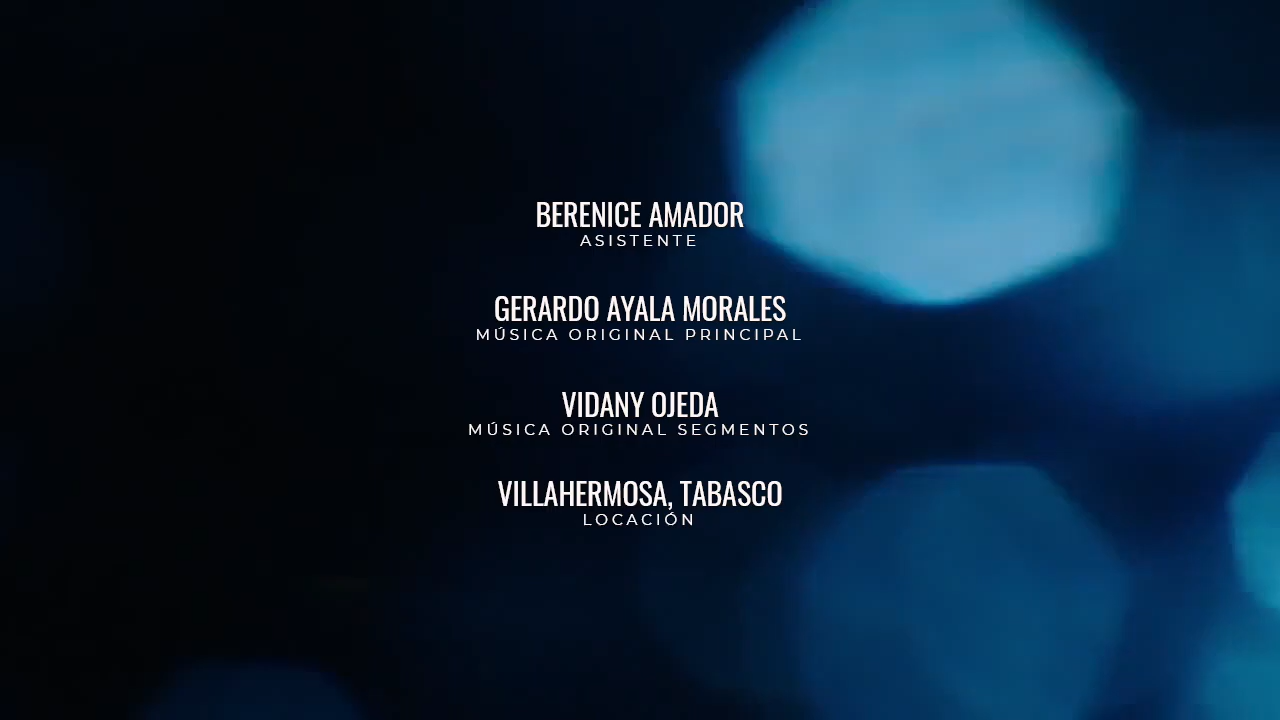 BERENICE AMADOR
ASISTENTE
GERARDO AYALA MORALES
MÚSICA ORIGINAL PRINCIPAL
VIDANY OJEDA
MÚSICA ORIGINAL SEGMENTOS
VILLAHERMOSA, TABASCO
LOCACIÓN